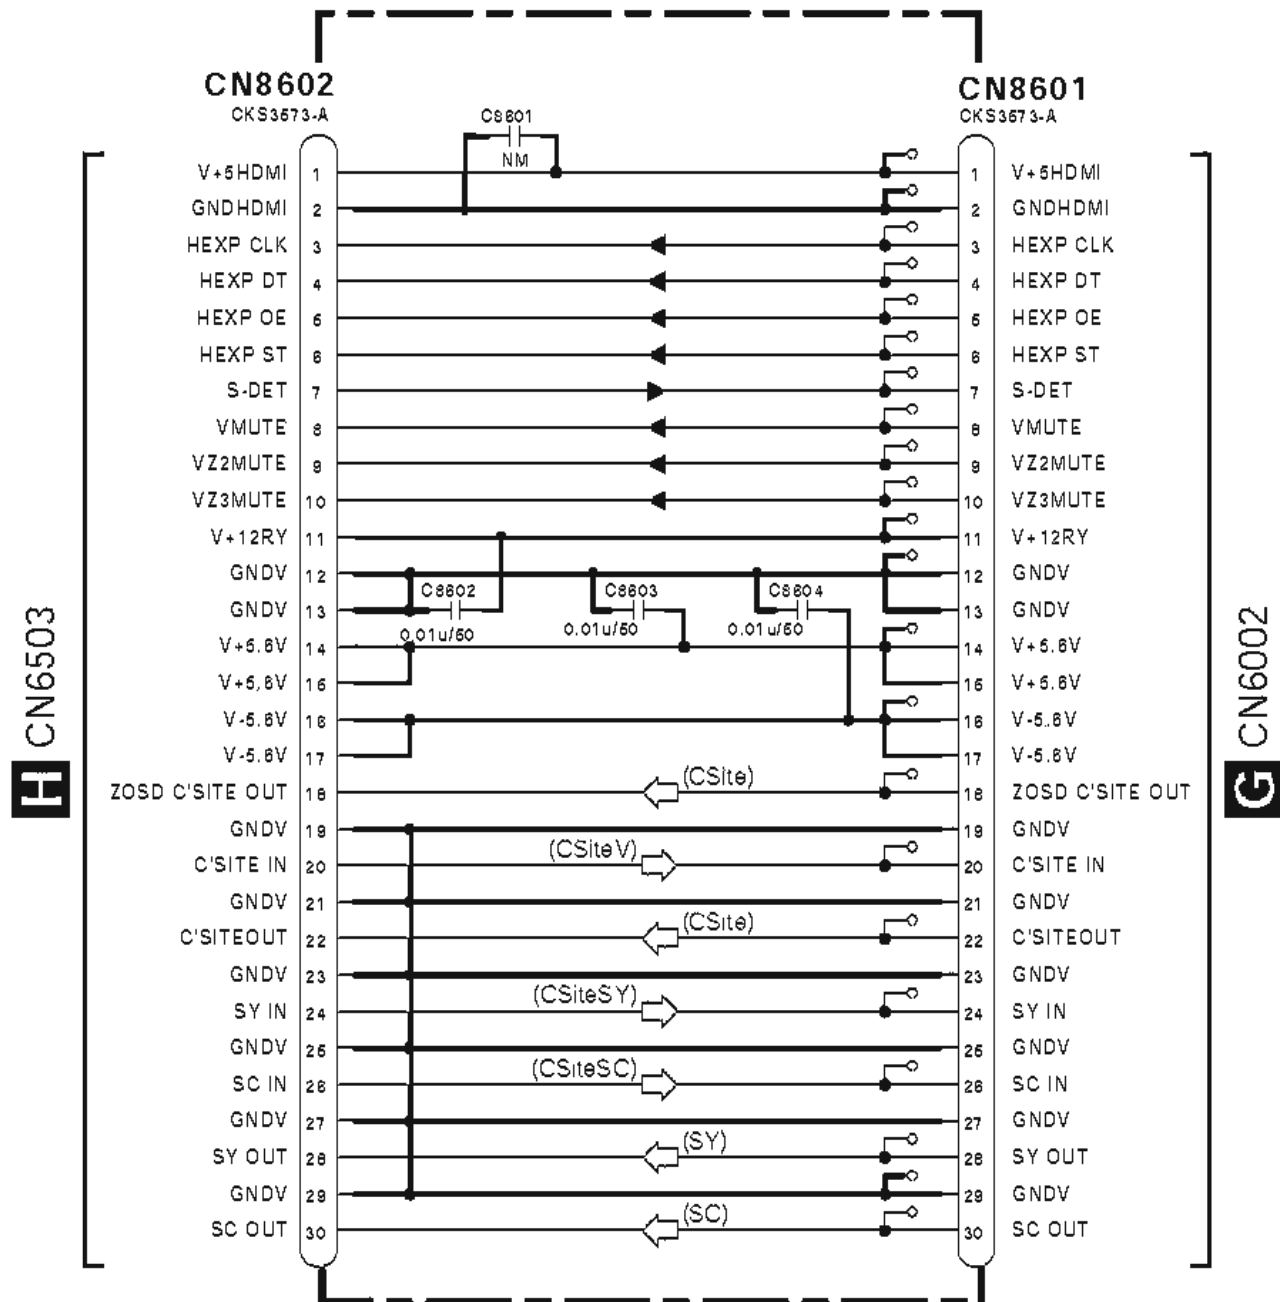 CN8602
CKS3573-A
CN8601
CKS3573-A
C8601
NM
V+5HDMI 1 1 V+5HDMI
GNDHDMI 2 2 GNDHDMI
HEXP CLK 3 3 HEXP CLK
HEXP DT 4 4 HEXP DT
HEXP OE 5 5 HEXP OE
HEXP ST 6 6 HEXP ST
S-DET 7 7 S-DET
VMUTE 8 8 VMUTE
VZ2MUTE 9 9 VZ2MUTE
VZ3MUTE 10 10 VZ3MUTE
V+12RY 11 11 V+12RY
GNDV 12 12 GNDV
C8602 C8603 C8604
GNDV 13 13 GNDV
0.01u/50 0.01u/50 0.01u/50
V+5.6V 14 14 V+5.6V
V+5.6V 15 15 V+5.6V
V-5.6V 16 16 V-5.6V
V-5.6V 17 17 V-5.6V
ZOSD C'SITE OUT 18 (CSite) 18 ZOSD C'SITE OUT
GNDV 19 19 GNDV
C'SITE IN 20 (CSiteV) 20 C'SITE IN
GNDV 21 21 GNDV
C'SITEOUT 22 (CSite) 22 C'SITEOUT
GNDV 23 23 GNDV
SY IN 24 (CSiteSY) 24 SY IN
GNDV 25 25 GNDV
SC IN 26 (CSiteSC) 26 SC IN
GNDV 27 27 GNDV
SY OUT 28 (SY) 28 SY OUT
GNDV 29 29 GNDV
SC OUT 30 (SC) 30 SC OUT
H CN6503
G CN6002